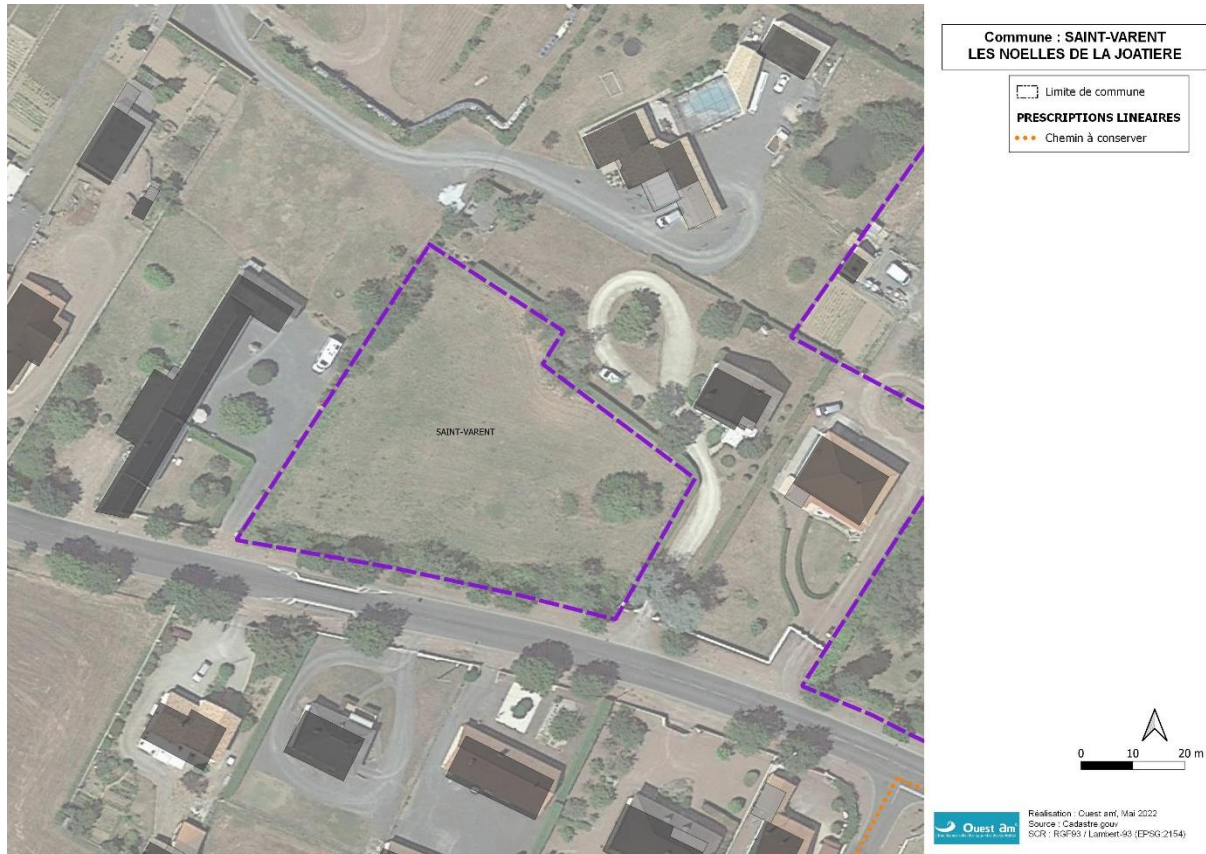 Commune : SAINT-VARENT
LES NOELLES DE LA JOATIERE
Limite de commune
PRESCRIPTIONS LINEAIRES
Chemin à conserver
SAINT-VARENT
0 10 20 m
Ouest am'
Réalisation : Ouest am', Mai 2022
Source : Cadastre.gouv
SCR : RGF93 / Lambert-93 (EPSG:2154)